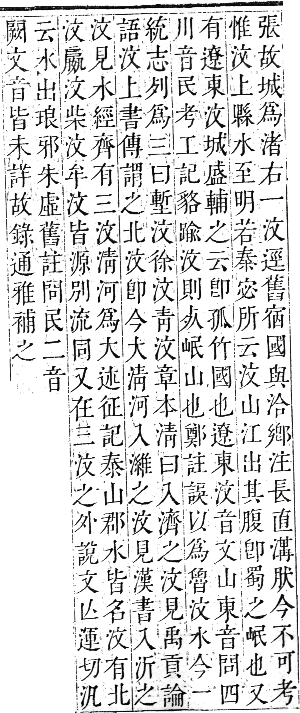 張故城爲渚右一汶逕舊宿國與洽鄉注長直溝狀今不可考
惟汶上縣水至明若秦宓所云汶山江出其腹卽蜀之岷也又
有遼東汶城盛輔之云卽孤竹國也遼東汶音文山東音問四
川音民考工記貉踰汶則死岷山也鄭註誤以爲魯汶水今一
統志列爲三曰塹汶徐汶靑汶章本淸曰入濟之汶見禹貢論
語汶上書傳謂之北汶卽今大淸河入濰之汶見漢書入沂之
汶見水經齊有三汶淸河爲大述征記泰山郡水皆名汶有北
汶嬴汶柴汶牟汶皆源別流同又在三汶之外說文亾運切汎
云水出琅邪朱虛舊註問民二音
闕文音皆未詳故錄通雅補之